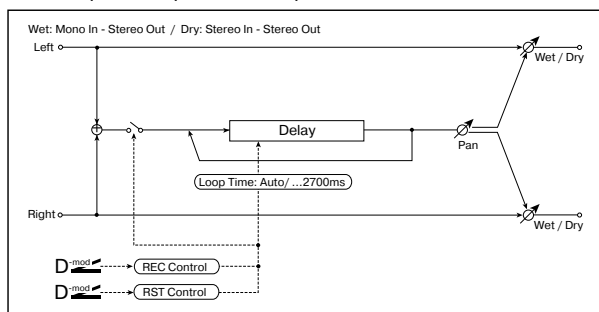 Wet: Mono In - Stereo Out / Dry: Stereo In - Stereo Out
Left
Wet / Dry
Delay
Pan
Loop Time: Auto/ ...2700ms
Right
Wet / Dry
D-mod
REC Control
D-mod
RST Control